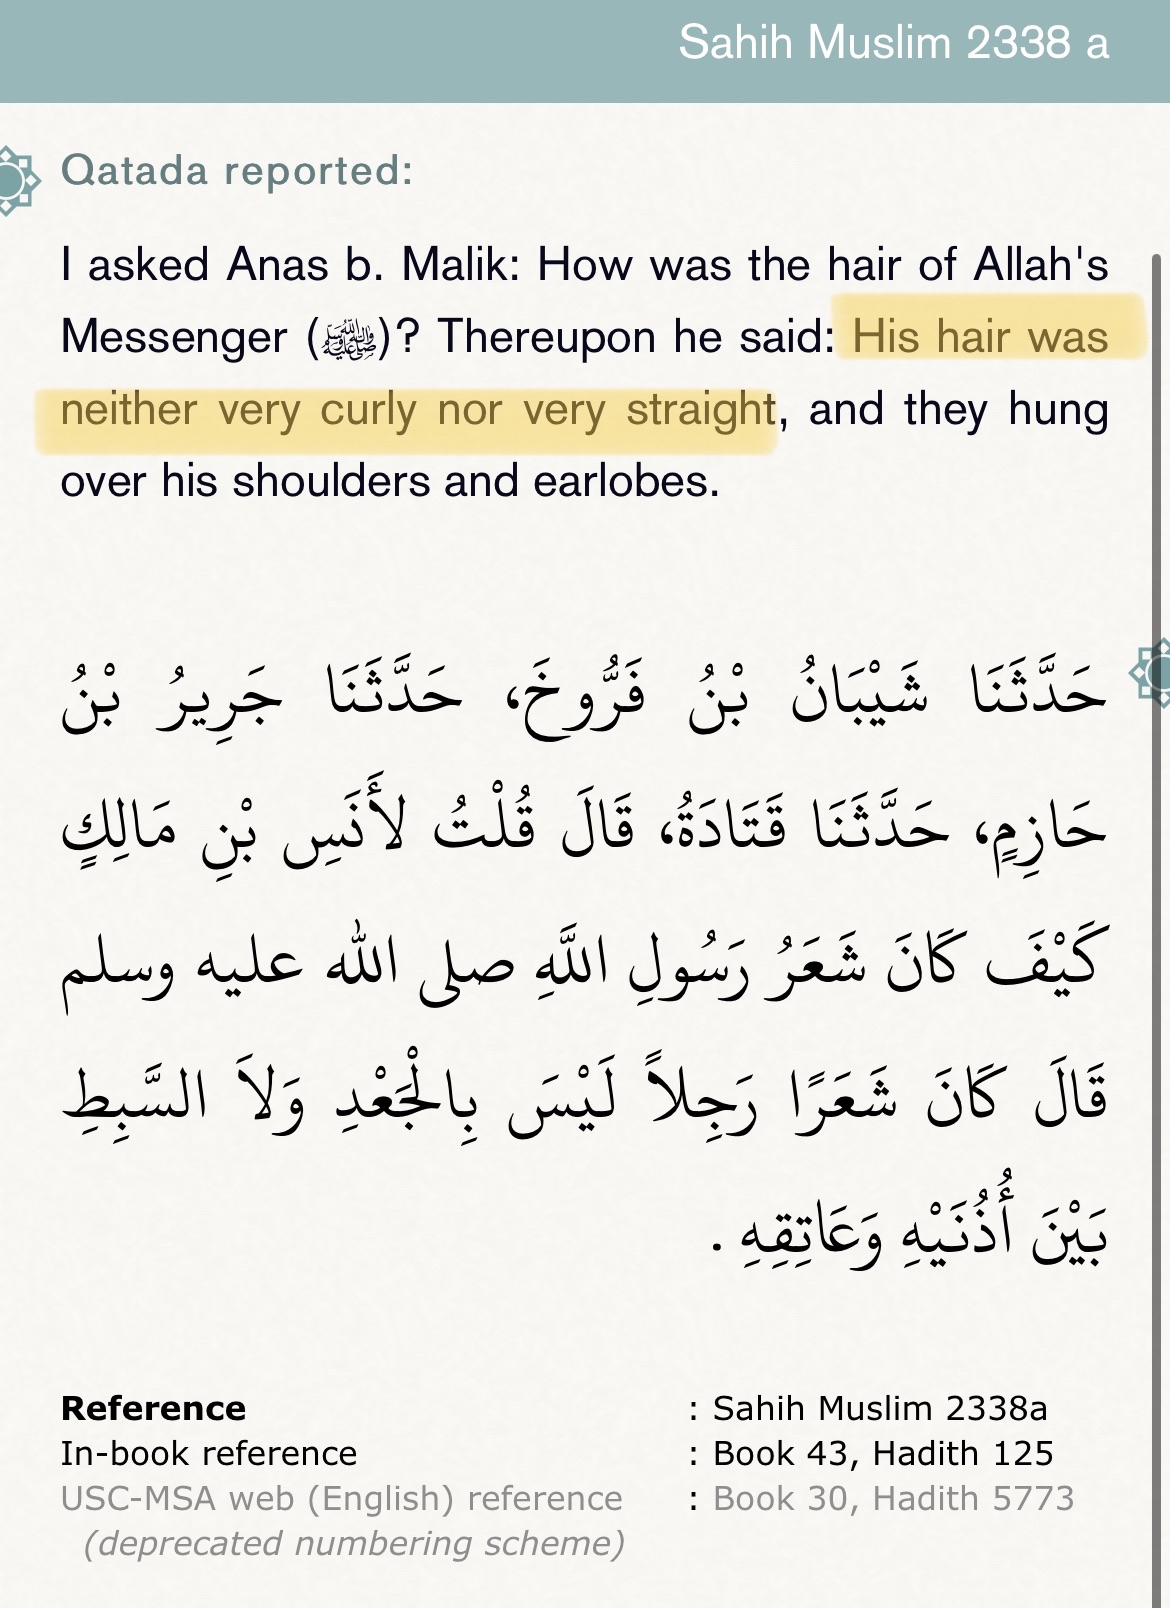 Sahih Muslim 2338 a
Qatada reported:
I asked Anas b. Malik: How was the hair of Allah's
Messenger (ﷺ)? Thereupon he said: His hair was
neither very curly nor very straight, and they hung
over his shoulders and earlobes.
حَدَّثَنَا شَيْبَانُ بْنُ فَرُّوخَ، حَدَّثَنَا جَرِيرُ بْنُ
حَازِمٍ، حَدَّثَنَا قَتَادَةُ، قَالَ قُلْتُ لأَنَسِ بْنِ مَالِكٍ
كَيْفَ كَانَ شَعَرُ رَسُولِ اللَّهِ صلى الله عليه وسلم
قَالَ كَانَ شَعَرًا رَجِلاً لَيْسَ بِالْجَعْدِ وَلاَ السَّبِطِ
بَيْنَ أُذُنَيْهِ وَعَاتِقِهِ .
Reference : Sahih Muslim 2338a
In-book reference : Book 43, Hadith 125
USC-MSA web (English) reference : Book 30, Hadith 5773
(deprecated numbering scheme)